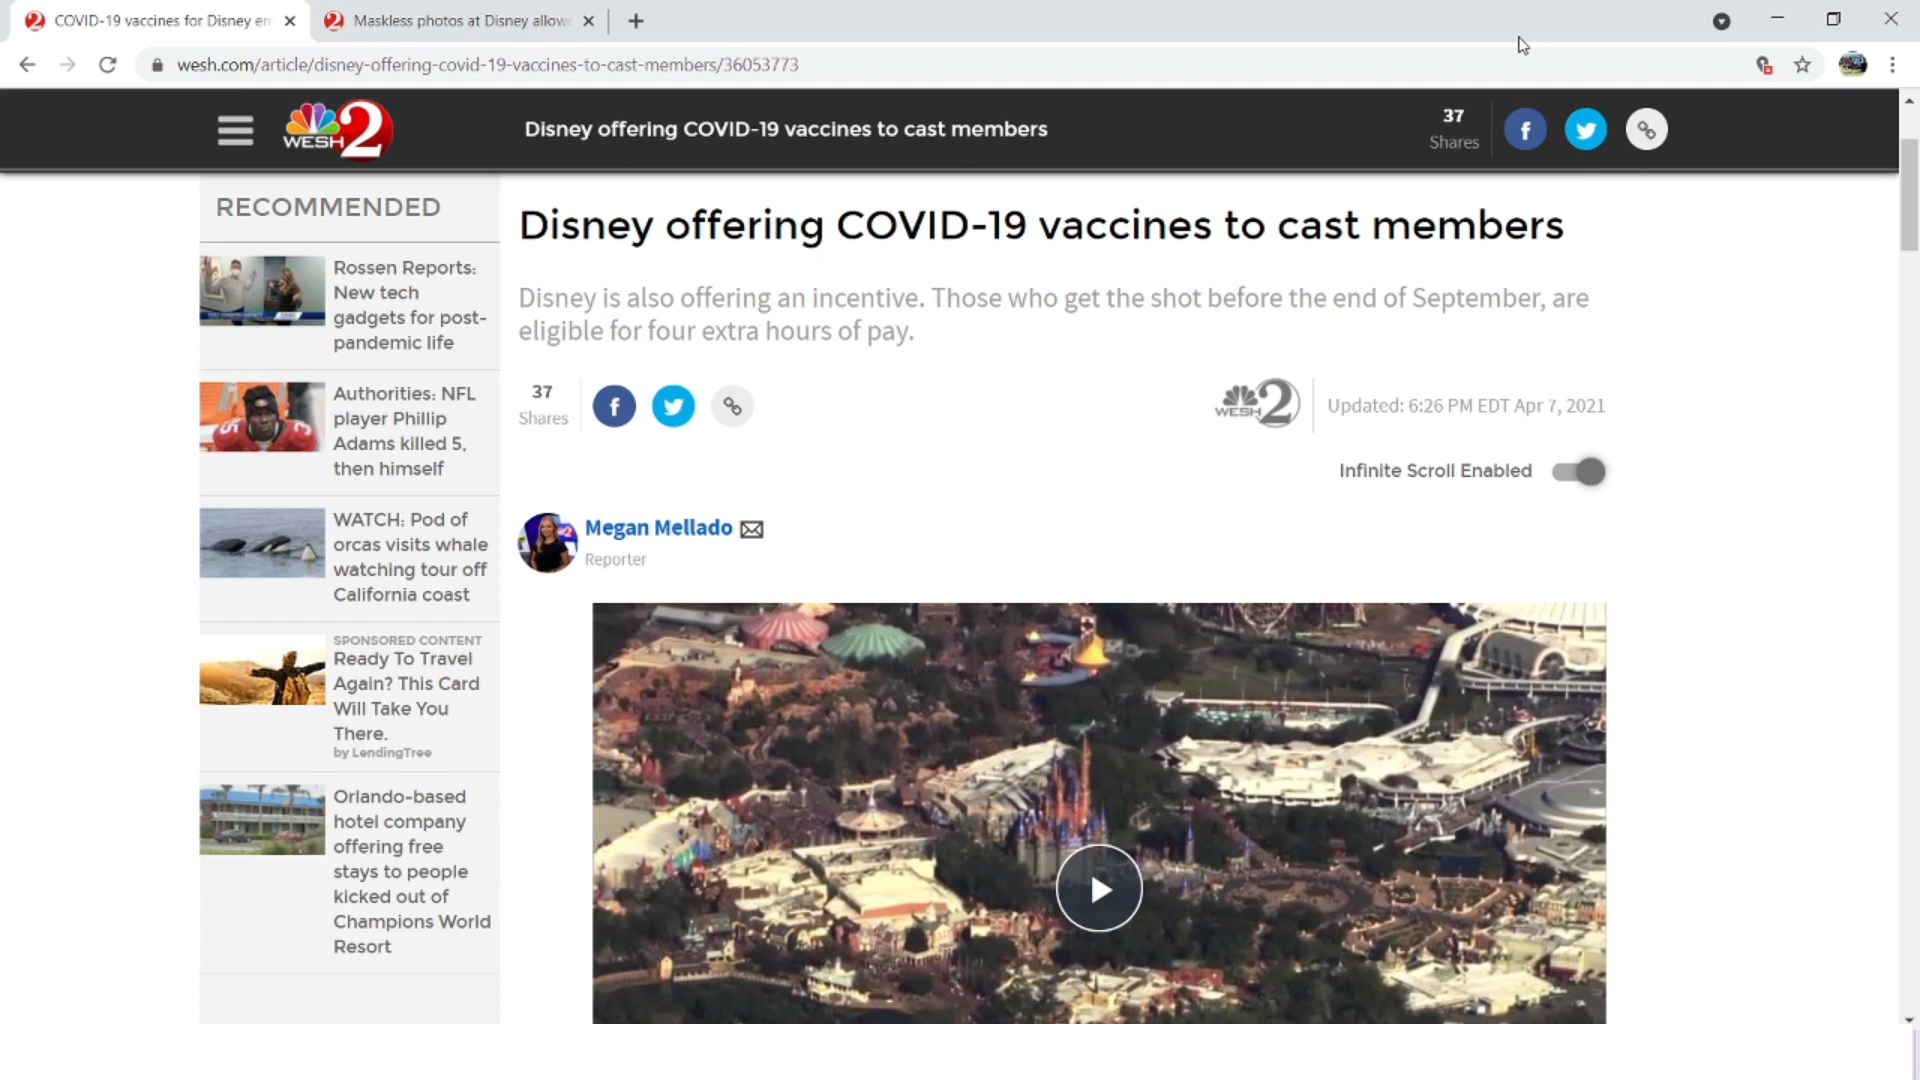 COVID-19 vaccines for Disney em
Maskless photos at Disney allowe
wesh.com/article/disney-offering-covid-19-vaccines-to-cast-members/36053773
WESH 2
Disney offering COVID-19 vaccines to cast members
37
Shares
RECOMMENDED
Rossen Reports:
New tech
gadgets for post-
pandemic life
Authorities: NFL
player Phillip
Adams killed 5,
then himself
WATCH: Pod of
orcas visits whale
watching tour off
California coast
SPONSORED CONTENT
Ready To Travel
Again? This Card
Will Take You
There.
by LendingTree
Orlando-based
hotel company
offering free
stays to people
kicked out of
Champions World
Resort
Disney offering COVID-19 vaccines to cast members
Disney is also offering an incentive. Those who get the shot before the end of September, are
eligible for four extra hours of pay.
37
Shares
WESH 2
Updated: 6:26 PM EDT Apr 7, 2021
Infinite Scroll Enabled
Megan Mellado
Reporter